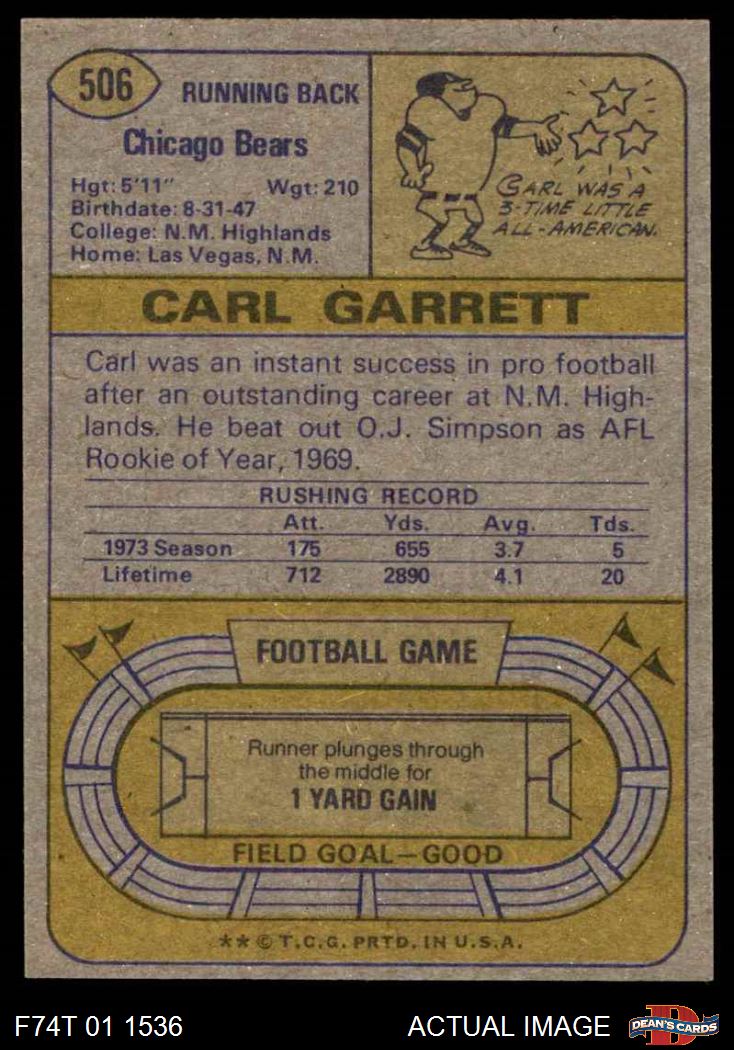 506
RUNNING BACK
Chicago Bears
Hgt: 5'11" Wgt: 210
Birthdate: 8-31-47
College: N.M. Highlands
Home: Las Vegas, N.M.
CARL WAS A
3-TIME LITTLE
ALL-AMERICAN.
CARL GARRETT
Carl was an instant success in pro football
after an outstanding career at N.M. High-
lands. He beat out O.J. Simpson as AFL
Rookie of Year, 1969.
RUSHING RECORD
Att. Yds. Avg. Tds.
1973 Season 175 655 3.7 5
Lifetime 712 2890 4.1 20
FOOTBALL GAME
Runner plunges through
the middle for
1 YARD GAIN
FIELD GOAL—GOOD
** © T.C.G. PRTD. IN U.S.A.
F74T 01 1536 ACTUAL IMAGE
D
DEAN'S CARDS